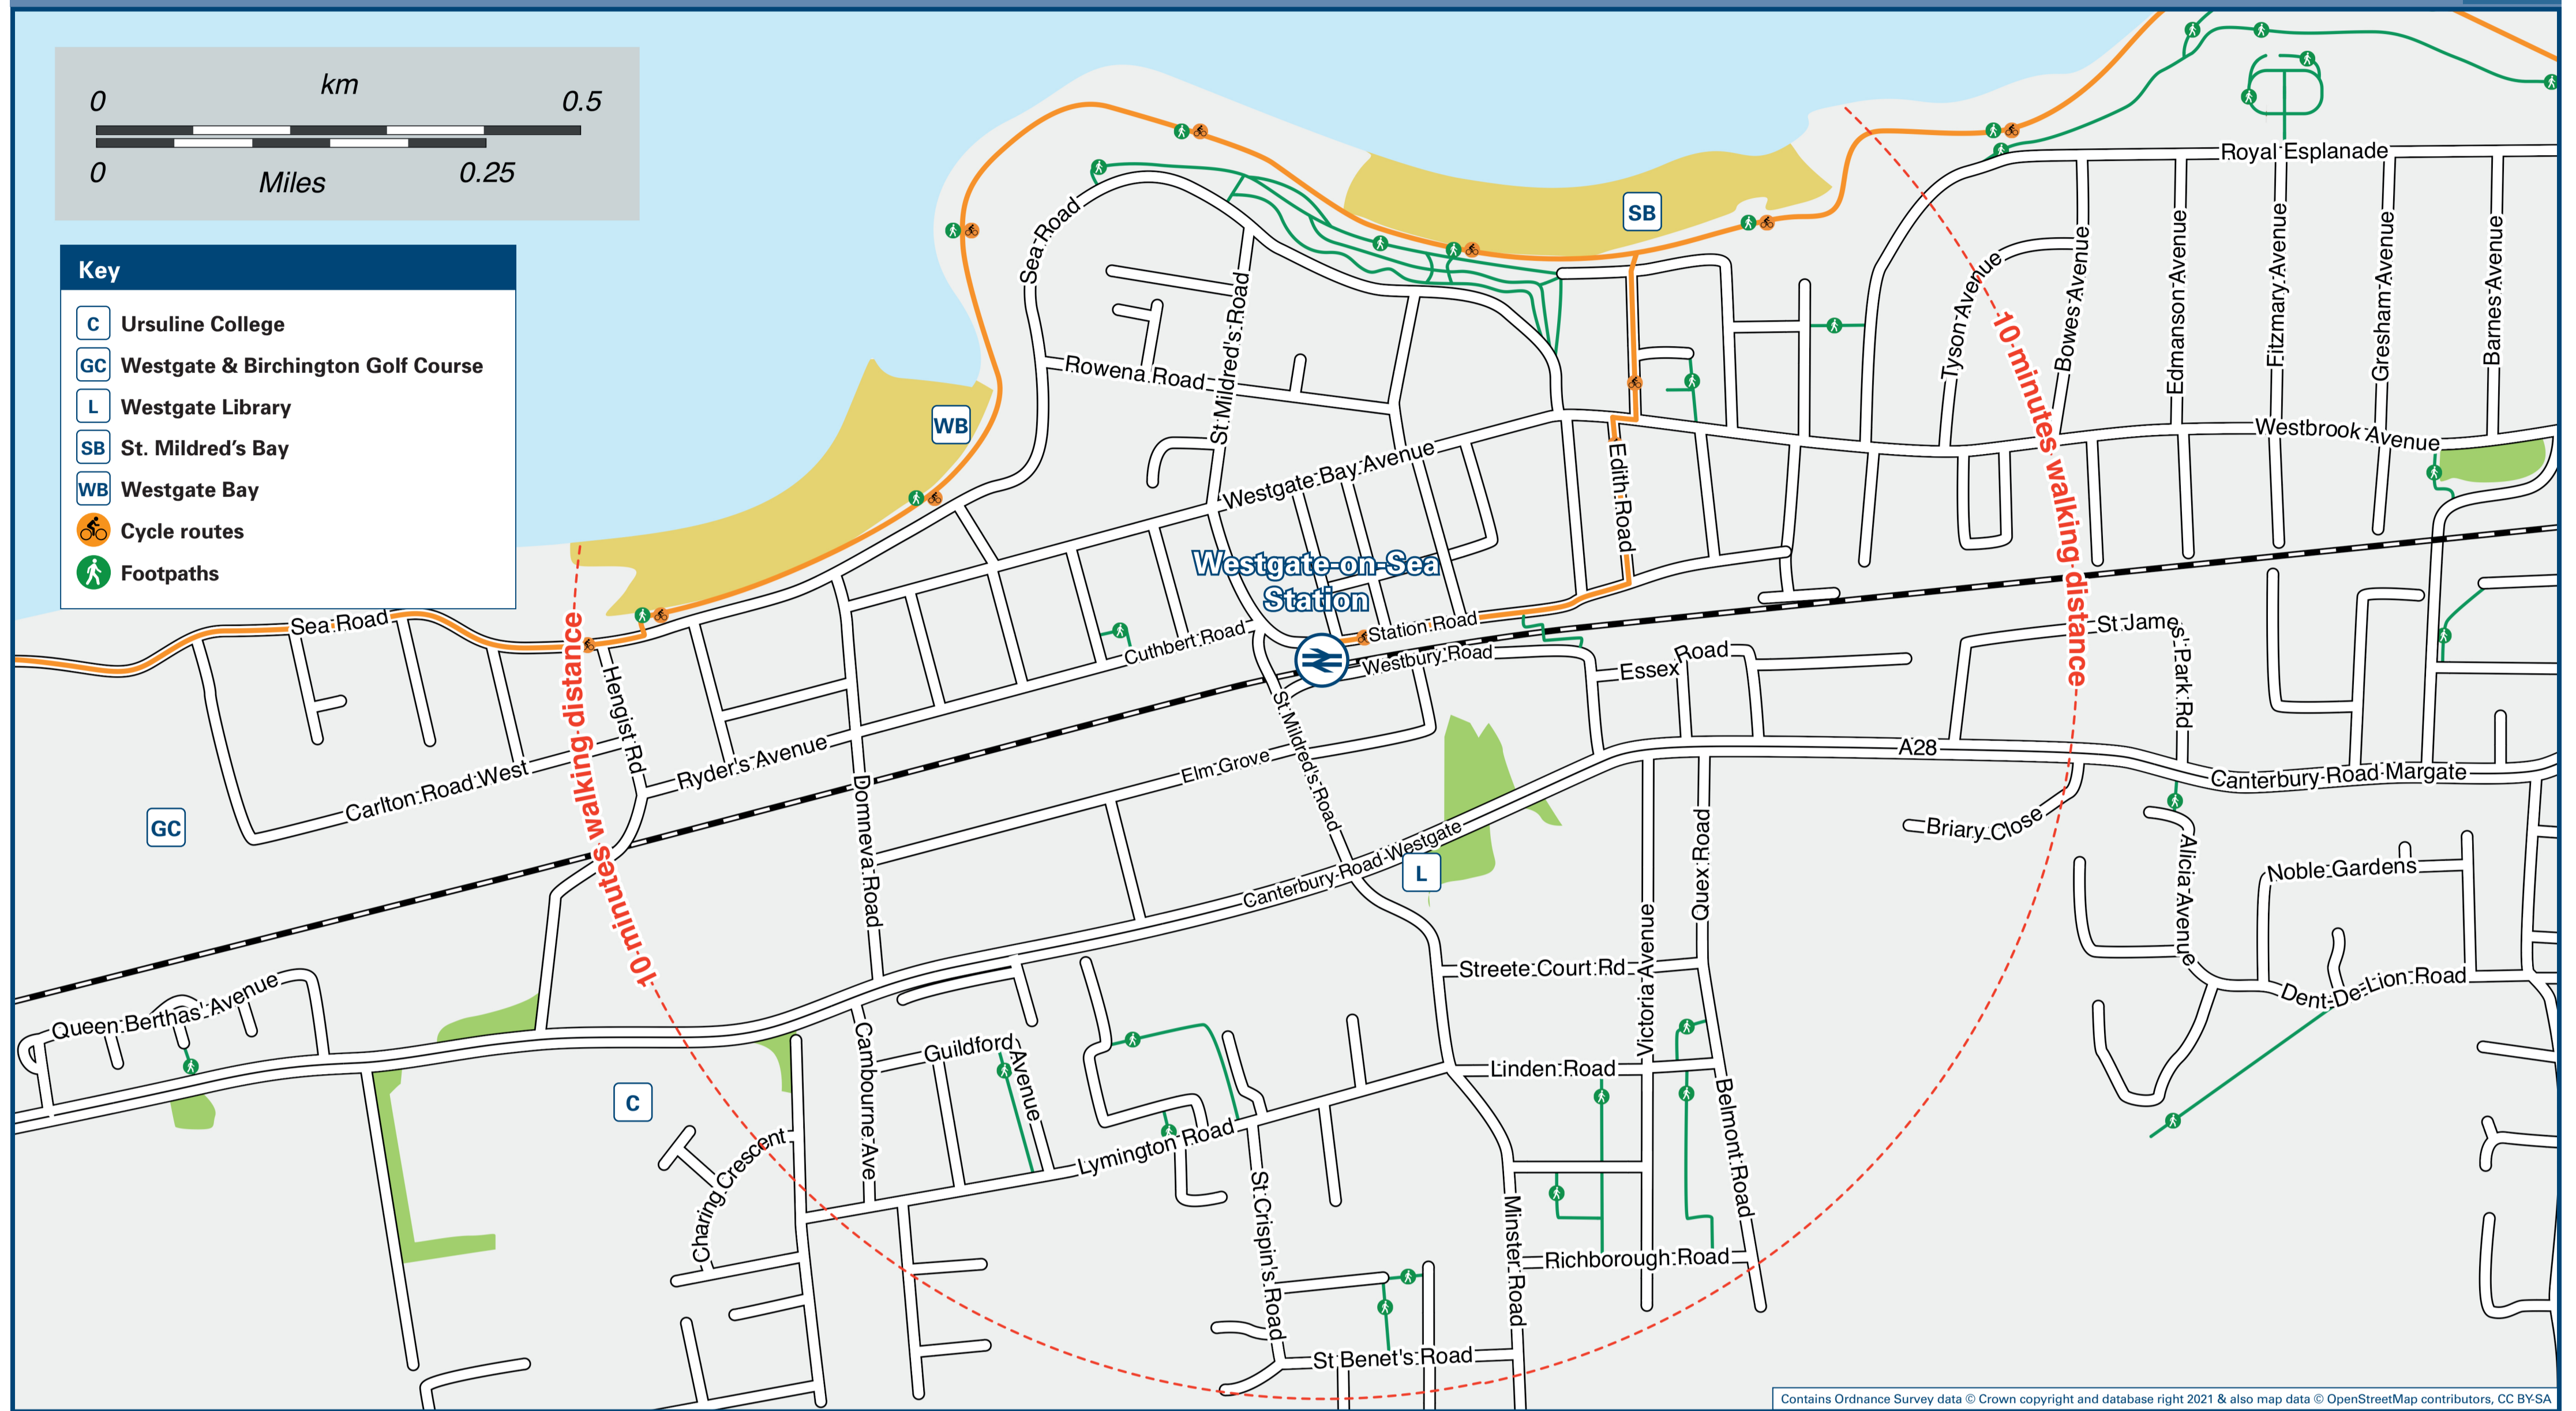 km
0 0.5
0 0.25
Miles
Key
C Ursuline College
GC Westgate & Birchington Golf Course
L Westgate Library
SB St. Mildred's Bay
WB Westgate Bay
Cycle routes
Footpaths
Royal Esplanade
SB
Sea Road
Tyson Avenue
Bowes Avenue
Edmanson Avenue
Fitzmary Avenue
Gresham Avenue
Barnes Avenue
10 minutes walking distance
St Mildred's Road
Rowena Road
WB
Westbrook Avenue
Westgate Bay Avenue
Edith Road
Westgate-on-Sea
Station
Sea Road
Station Road
Cuthbert Road
Westbury Road
Essex Road
St James' Park Rd
10 minutes walking distance
Hengist Rd
Ryder's Avenue
Carlton Road West
Elm Grove
St Mildred's Road
A28
Canterbury Road Margate
GC
Domneva Road
Canterbury Road Westgate
L
Quex Road
Briary Close
Alicia Avenue
Noble Gardens
Dent-De-Lion Road
Streete Court Rd
Victoria Avenue
Queen Berthas' Avenue
Guildford Avenue
Cambourne Ave
Linden Road
Belmont Road
C
Charing Crescent
Lymington Road
St Crispin's Road
Minster Road
Richborough Road
St Benet's Road
Contains Ordnance Survey data © Crown copyright and database right 2021 & also map data © OpenStreetMap contributors, CC BY-SA